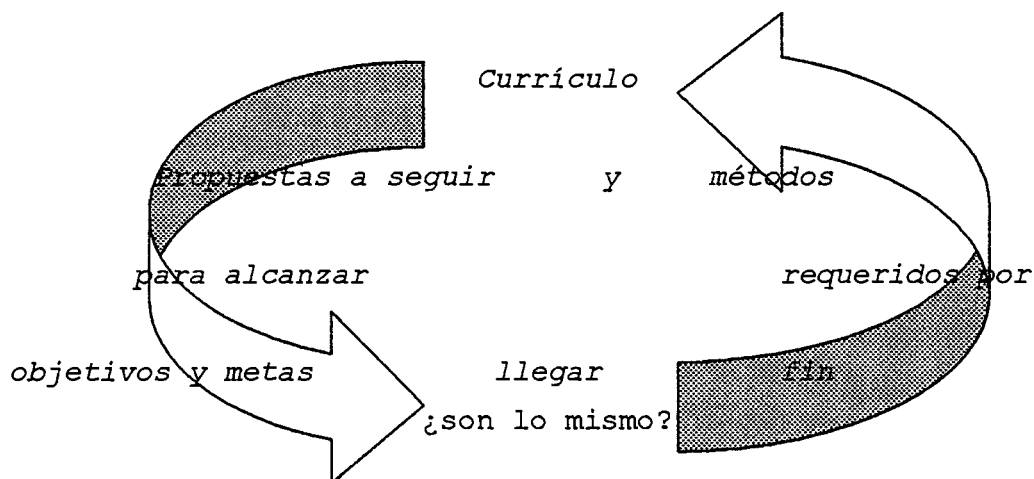 Currículo
Propuestas a seguir y métodos
para alcanzar requeridos por
objetivos y metas llegar fin
¿son lo mismo?